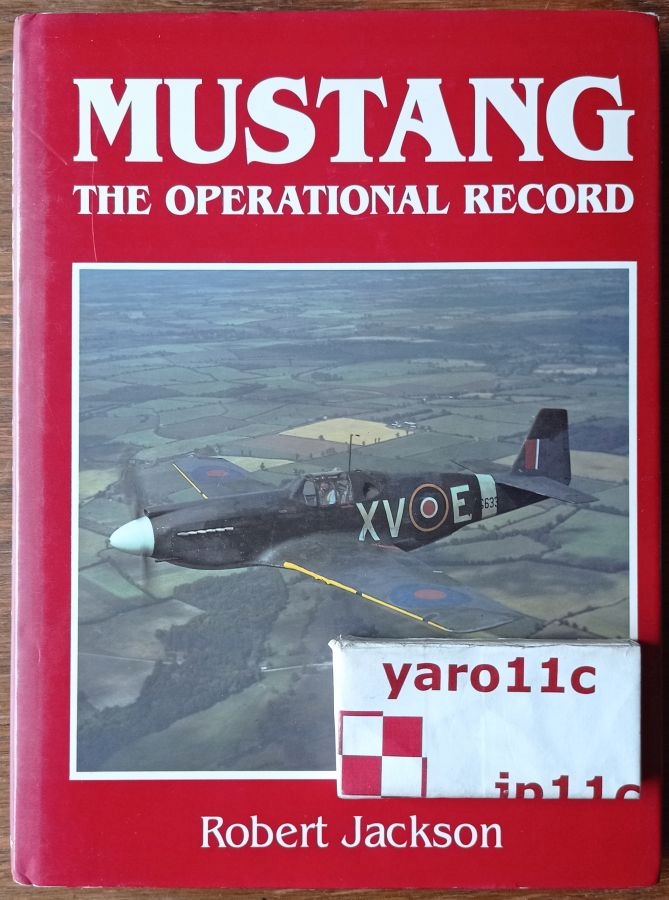 MUSTANG
THE OPERATIONAL RECORD
XV E
yaro11c
Robert Jackson